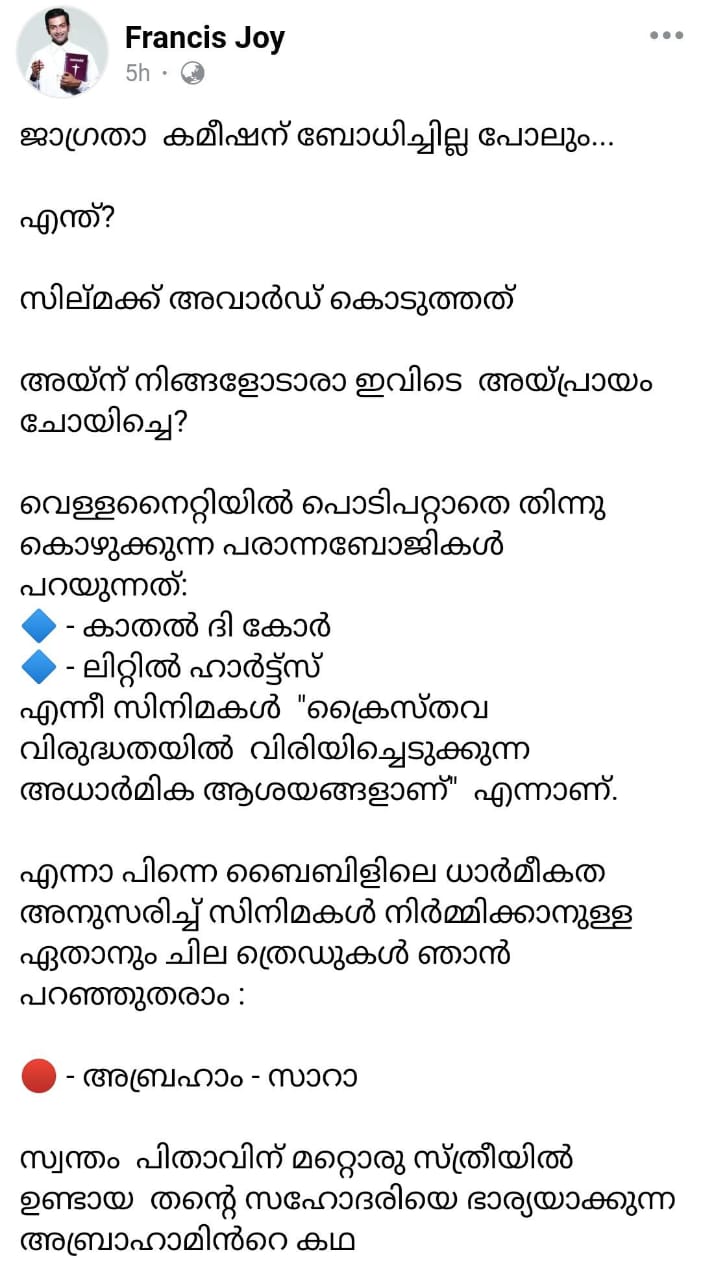 Francis Joy
5h ·
ജാഗ്രതാ കമീഷന് ബോധിച്ചില്ല പോലും...
എന്ത്?
സില്മക്ക് അവാർഡ് കൊടുത്തത്
അയ്ന് നിങ്ങളോടാരാ ഇവിടെ അയ്പ്രായം
ചോയിച്ചെ?
വെള്ളനൈറ്റിയിൽ പൊടിപറ്റാതെ തിന്നു
കൊഴുക്കുന്ന പരാന്നബോജികൾ
പറയുന്നത്:
🔷 - കാതൽ ദി കോർ
🔷 - ലിറ്റിൽ ഹാർട്ട്സ്
എന്നീ സിനിമകൾ "ക്രൈസ്തവ
വിരുദ്ധതയിൽ വിരിയിച്ചെടുക്കുന്ന
അധാർമിക ആശയങ്ങളാണ്" എന്നാണ്.
എന്നാ പിന്നെ ബൈബിളിലെ ധാർമീകത
അനുസരിച്ച് സിനിമകൾ നിർമ്മിക്കാനുള്ള
ഏതാനും ചില ത്രെഡുകൾ ഞാൻ
പറഞ്ഞുതരാം :
🔴 - അബ്രഹാം - സാറാ
സ്വന്തം പിതാവിന് മറ്റൊരു സ്ത്രീയിൽ
ഉണ്ടായ തന്റെ സഹോദരിയെ ഭാര്യയാക്കുന്ന
അബ്രാഹാമിൻറെ കഥ